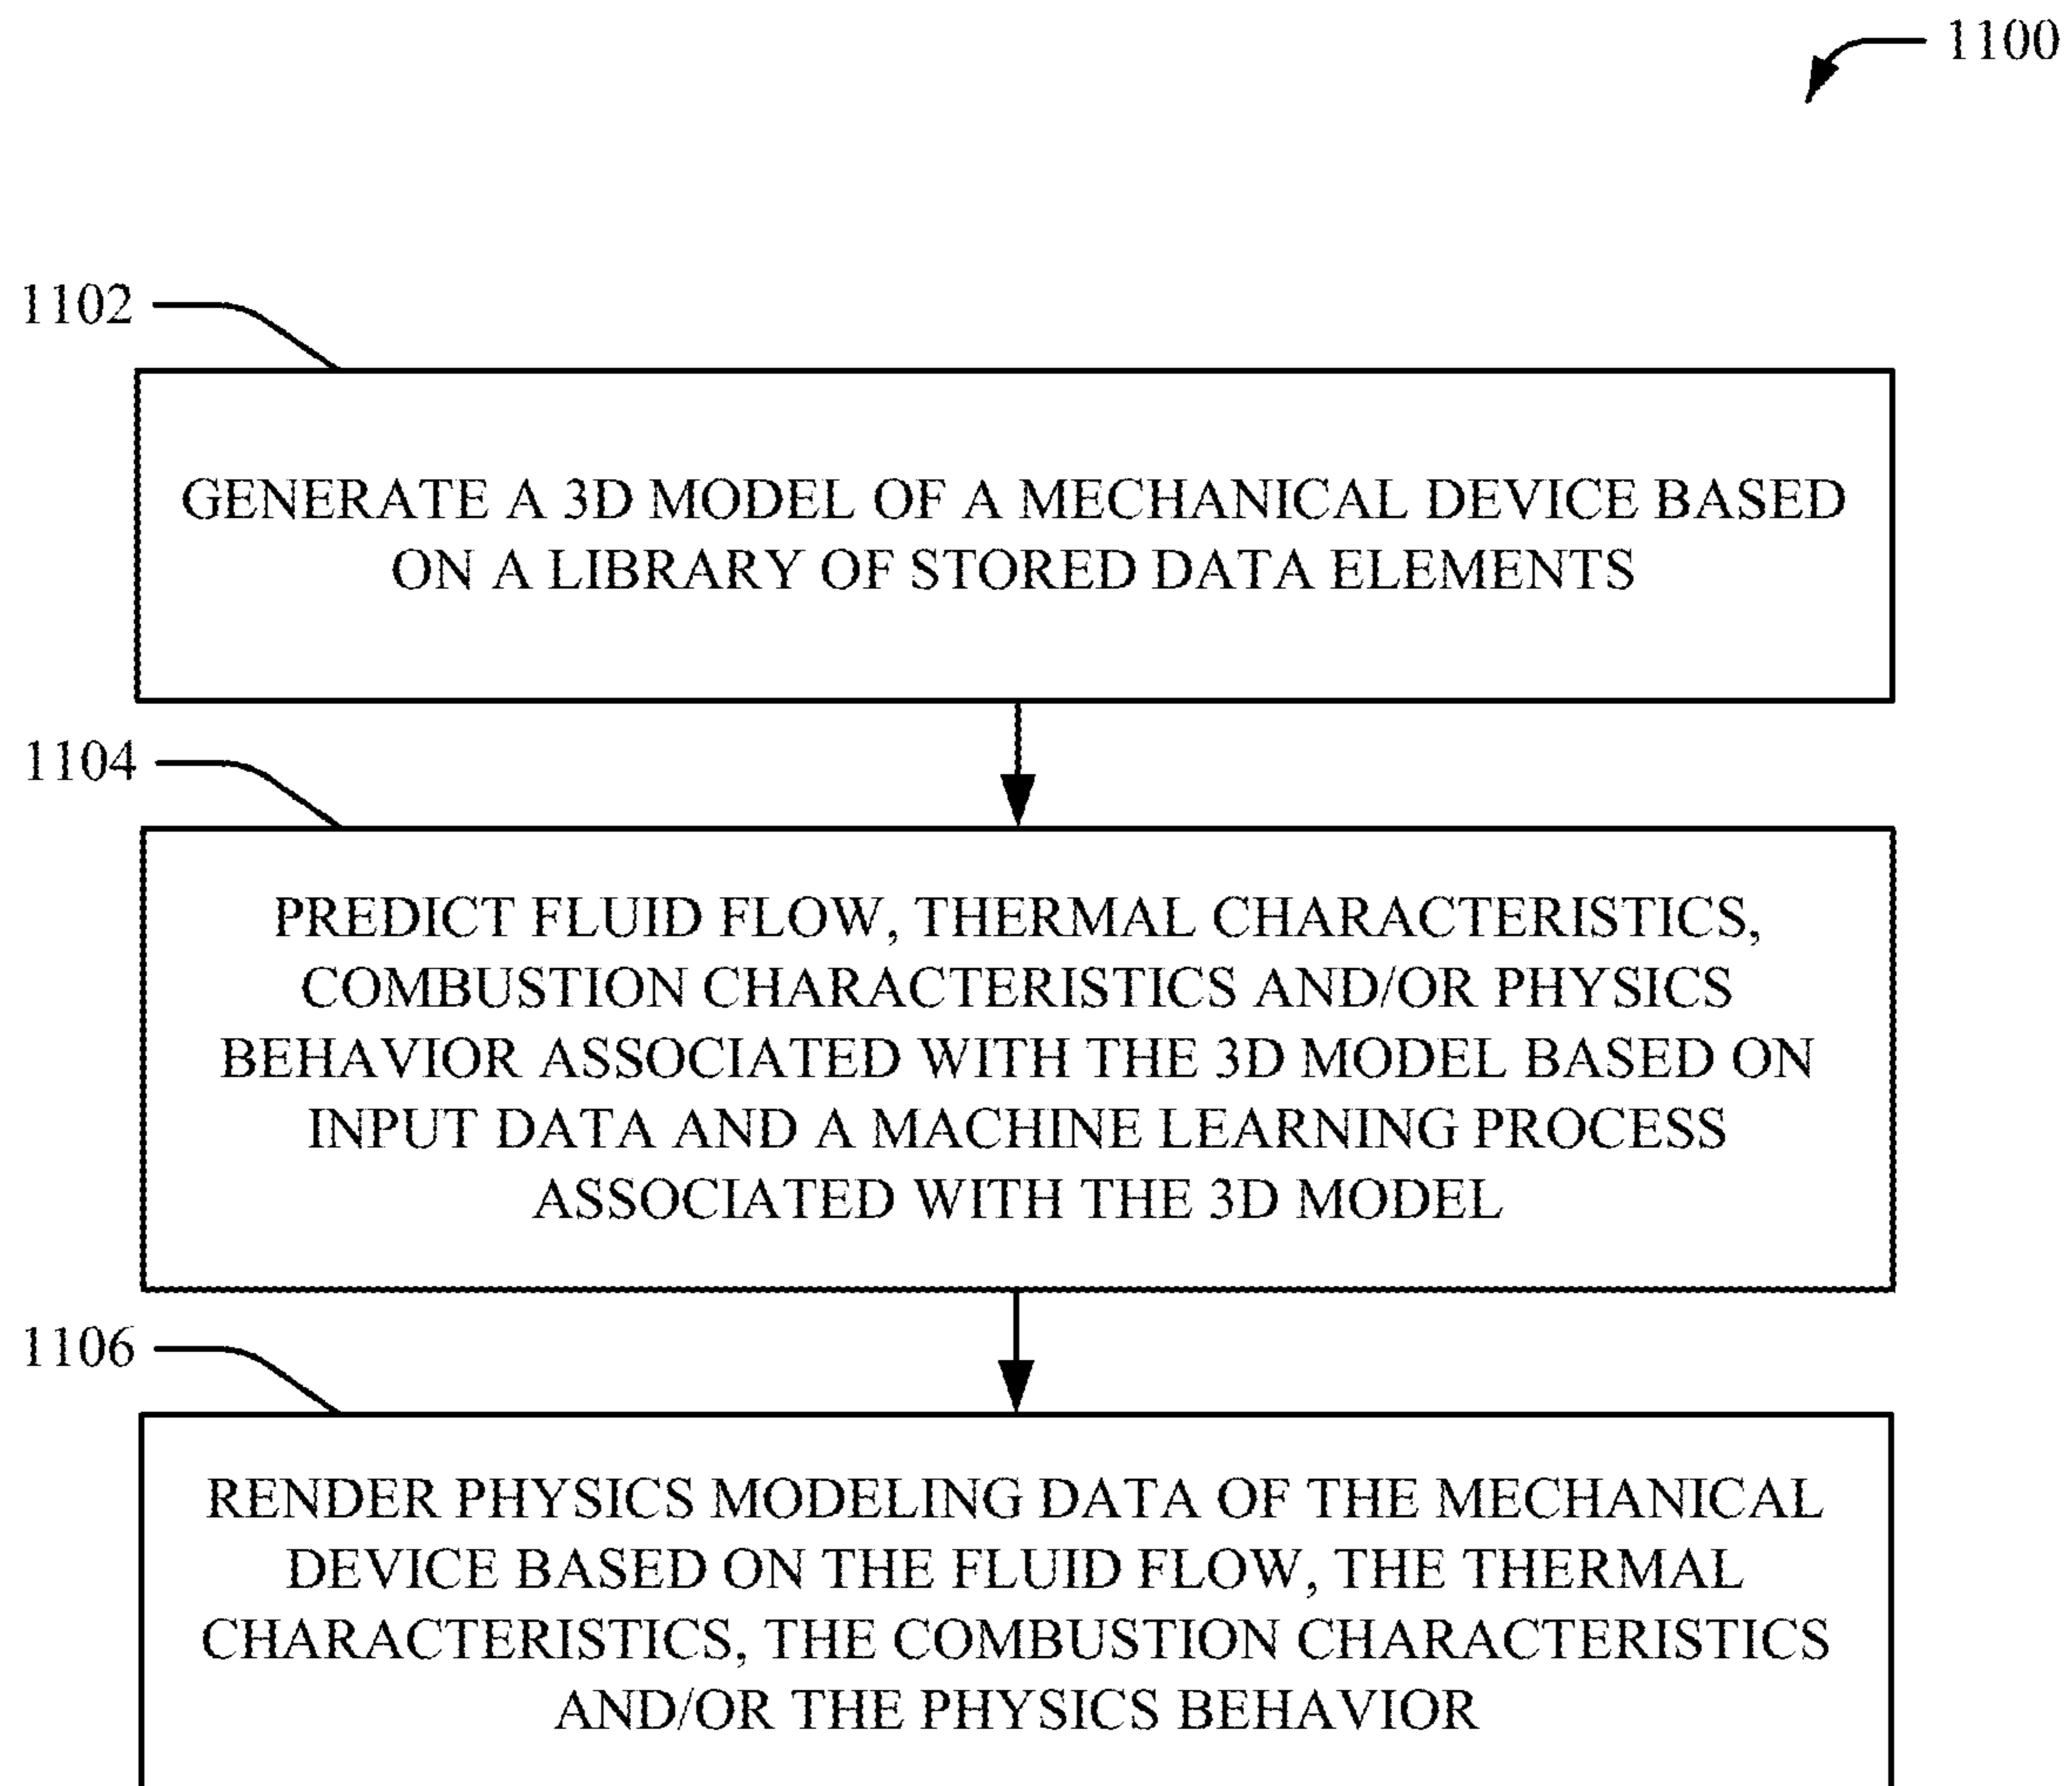 1100
1102
GENERATE A 3D MODEL OF A MECHANICAL DEVICE BASED
ON A LIBRARY OF STORED DATA ELEMENTS
1104
PREDICT FLUID FLOW, THERMAL CHARACTERISTICS,
COMBUSTION CHARACTERISTICS AND/OR PHYSICS
BEHAVIOR ASSOCIATED WITH THE 3D MODEL BASED ON
INPUT DATA AND A MACHINE LEARNING PROCESS
ASSOCIATED WITH THE 3D MODEL
1106
RENDER PHYSICS MODELING DATA OF THE MECHANICAL
DEVICE BASED ON THE FLUID FLOW, THE THERMAL
CHARACTERISTICS, THE COMBUSTION CHARACTERISTICS
AND/OR THE PHYSICS BEHAVIOR